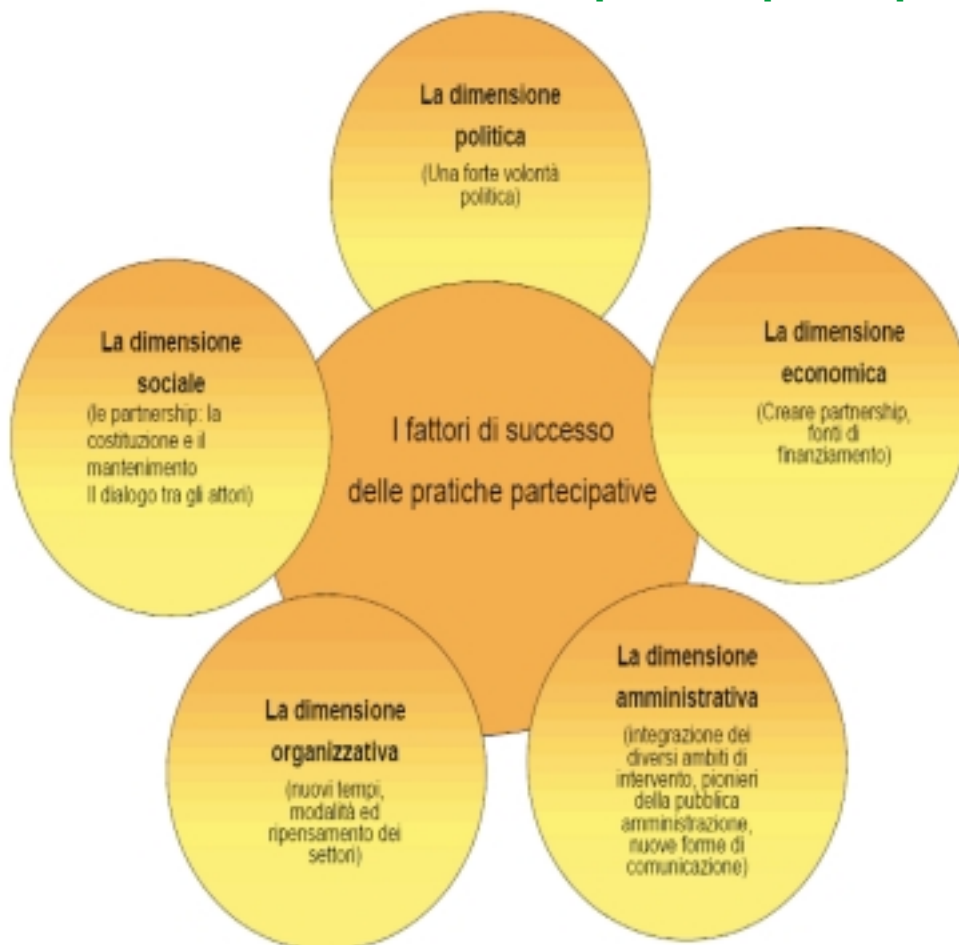 La dimensione
politica
(Una forte volontà
politica)
La dimensione
sociale
(le partnership: la
costituzione e il
mantenimento
Il dialogo tra gli attori)
La dimensione
economica
(Creare partnership,
fonti di
finanziamento)
I fattori di successo
delle pratiche partecipative
La dimensione
organizzativa
(nuovi tempi,
modalità ed
ripensamento dei
settori)
La dimensione
amministrativa
(integrazione dei
diversi ambiti di
intervento, pionieri
della pubblica
amministrazione,
nuove forme di
comunicazione)